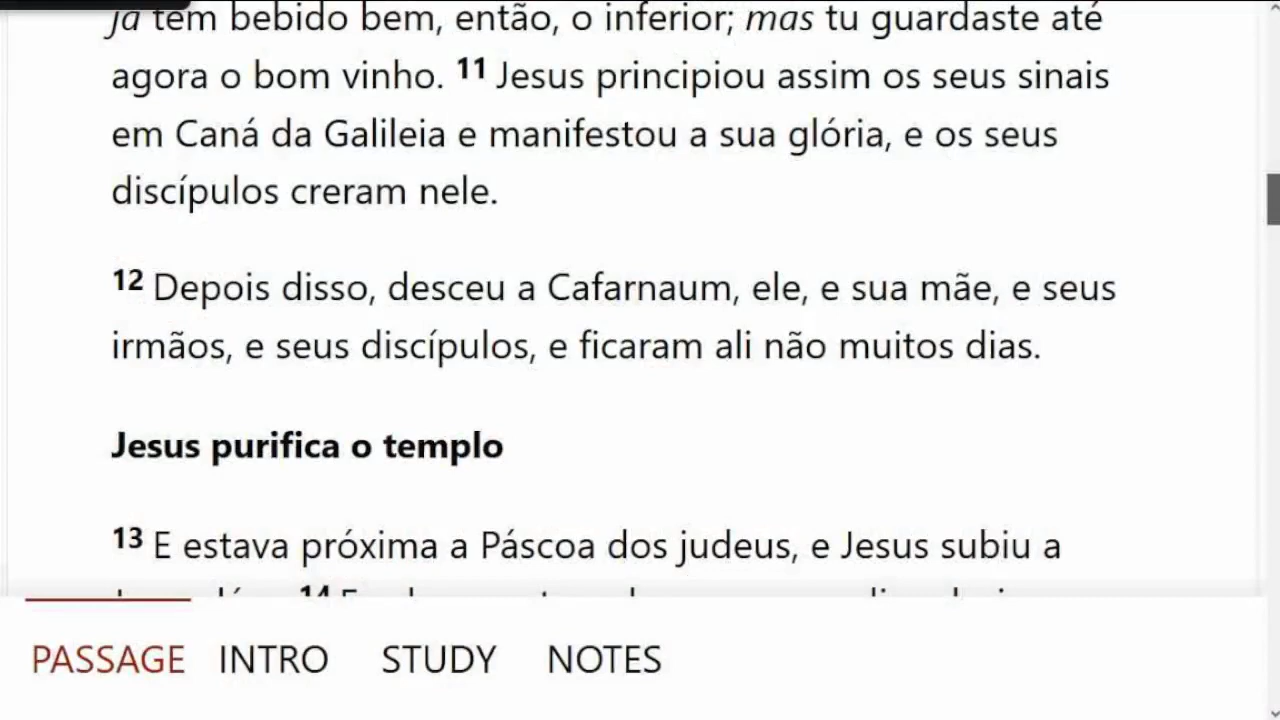 já tem bebido bem, então, o inferior; mas tu guardaste até
agora o bom vinho. 11 Jesus principiou assim os seus sinais
em Caná da Galileia e manifestou a sua glória, e os seus
discípulos creram nele.
12 Depois disso, desceu a Cafarnaum, ele, e sua mãe, e seus
irmãos, e seus discípulos, e ficaram ali não muitos dias.
Jesus purifica o templo
13 E estava próxima a Páscoa dos judeus, e Jesus subiu a
14
PASSAGE INTRO STUDY NOTES